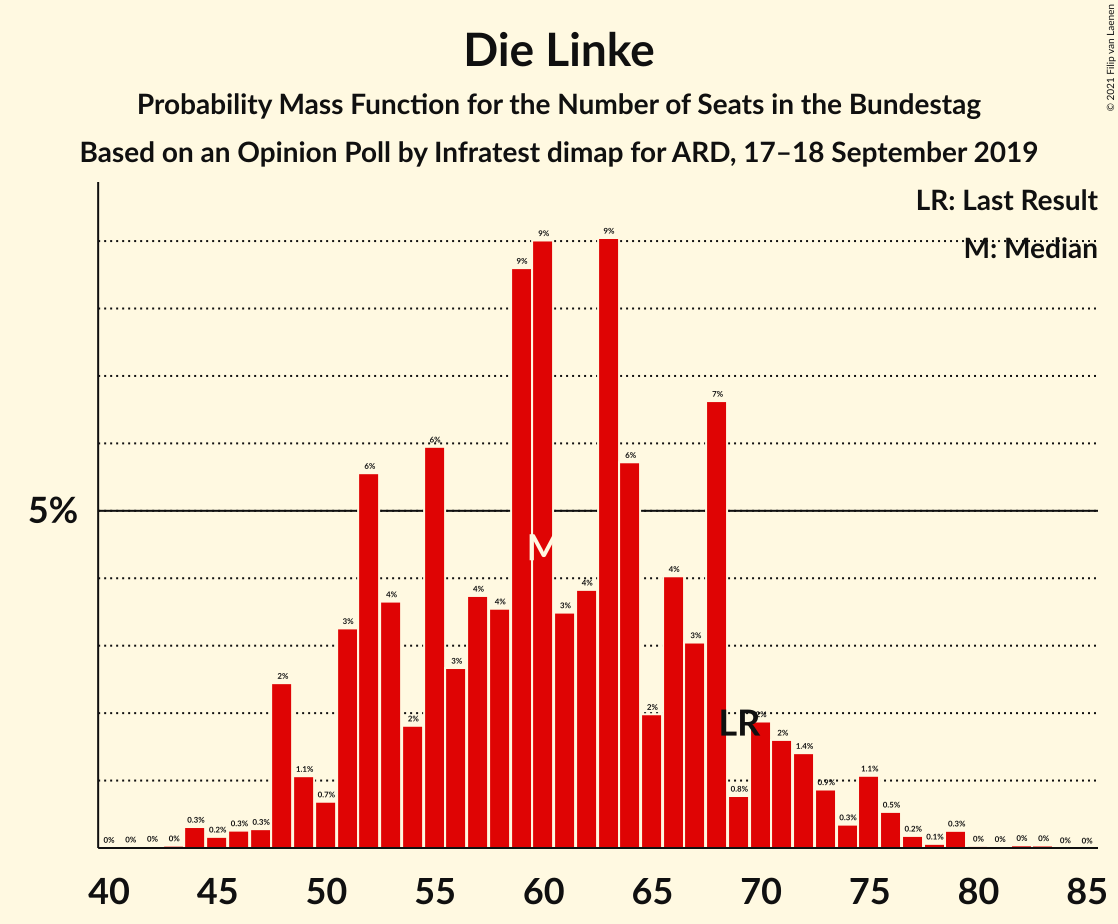 Die Linke
Probability Mass Function for the Number of Seats in the Bundestag
Based on an Opinion Poll by Infratest dimap for ARD, 17–18 September 2019
© 2021 Filip van Laenen
LR: Last Result
M: Median
5%
0% 0% 0% 0% 0.3% 0.2% 0.3% 0.3% 2% 1.1% 0.7% 3% 6% 4% 2% 6% 3% 4% 4% 9% 9% 3% 4% 9% 6% 2% 4% 3% 7% 0.8% 2% 2% 1.4% 0.9% 0.3% 1.1% 0.5% 0.2% 0.1% 0.3% 0% 0% 0% 0% 0% 0%
M
LR
40 45 50 55 60 65 70 75 80 85